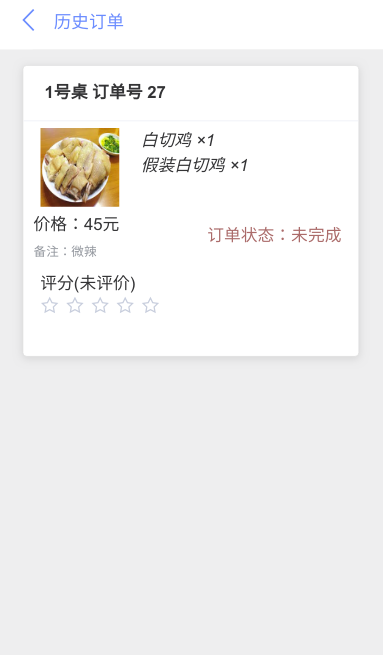 历史订单
1号桌 订单号 27
白切鸡 ×1
假装白切鸡 ×1
价格：45元
订单状态：未完成
备注：微辣
评分(未评价)